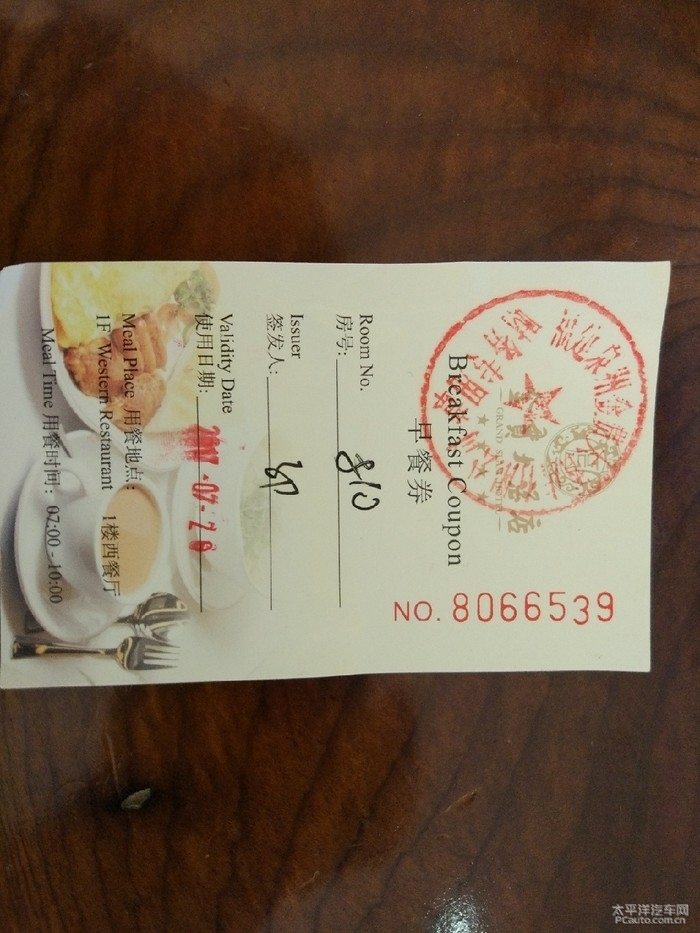 Breakfast Coupon
早餐券
NO. 8066539
Room No.
房号: 810
Issuer
签发人:
Validity Date
使用日期:
Meal Place 用餐地点:
1F Western Restaurant 1楼西餐厅
Meal Time 用餐时间: 07:00 - 10:00
太平洋汽车网
PCauto.com.cn